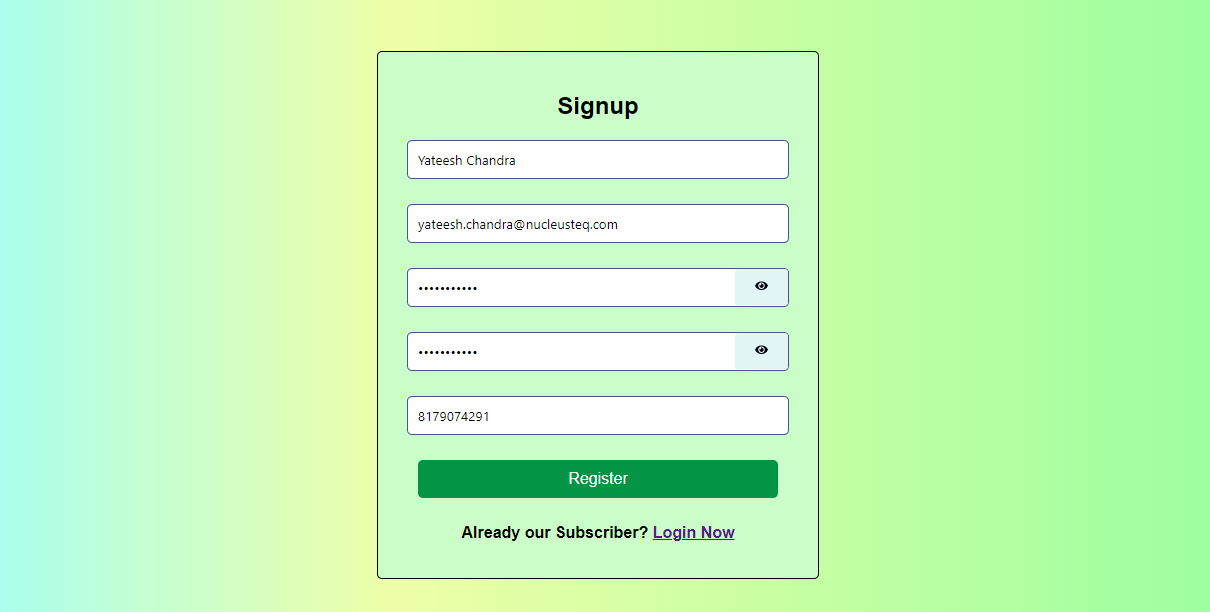 Signup
Yateesh Chandra
yateesh.chandra@nucleusteq.com
•••••••••••
•••••••••••
8179074291
Register
Already our Subscriber? Login Now